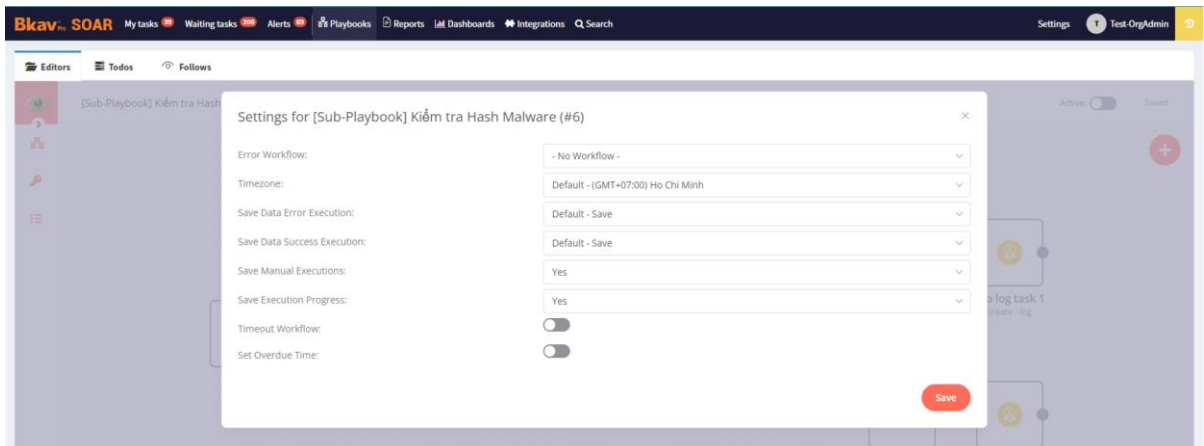 Bkav Pro SOAR My tasks 39 Waiting tasks 200 Alerts 69 Playbooks Reports Dashboards Integrations Search Settings T Test-OrgAdmin
Editors Todos Follows
[Sub-Playbook] Kiểm tra Hash Active: Saved
Settings for [Sub-Playbook] Kiểm tra Hash Malware (#6)
Error Workflow: - No Workflow -
Timezone: Default - (GMT+07:00) Ho Chi Minh
Save Data Error Execution: Default - Save
Save Data Success Execution: Default - Save
Save Manual Executions: Yes
Save Execution Progress: Yes
Timeout Workflow:
Set Overdue Time:
log task 1
create : log
Save